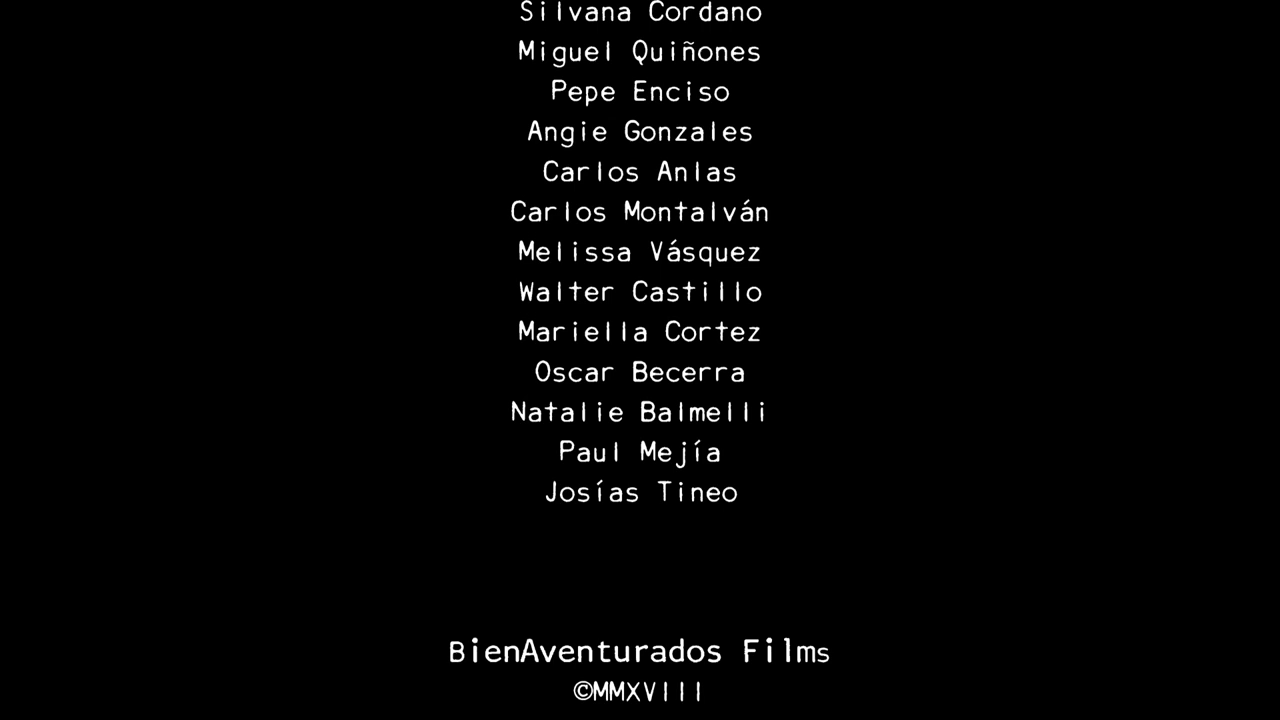 Silvana Cordano
Miguel Quiñones
Pepe Enciso
Angie Gonzales
Carlos Anlas
Carlos Montalván
Melissa Vásquez
Walter Castillo
Mariella Cortez
Oscar Becerra
Natalie Balmelli
Paul Mejía
Josías Tineo
BienAventurados Films
©MMXVIII